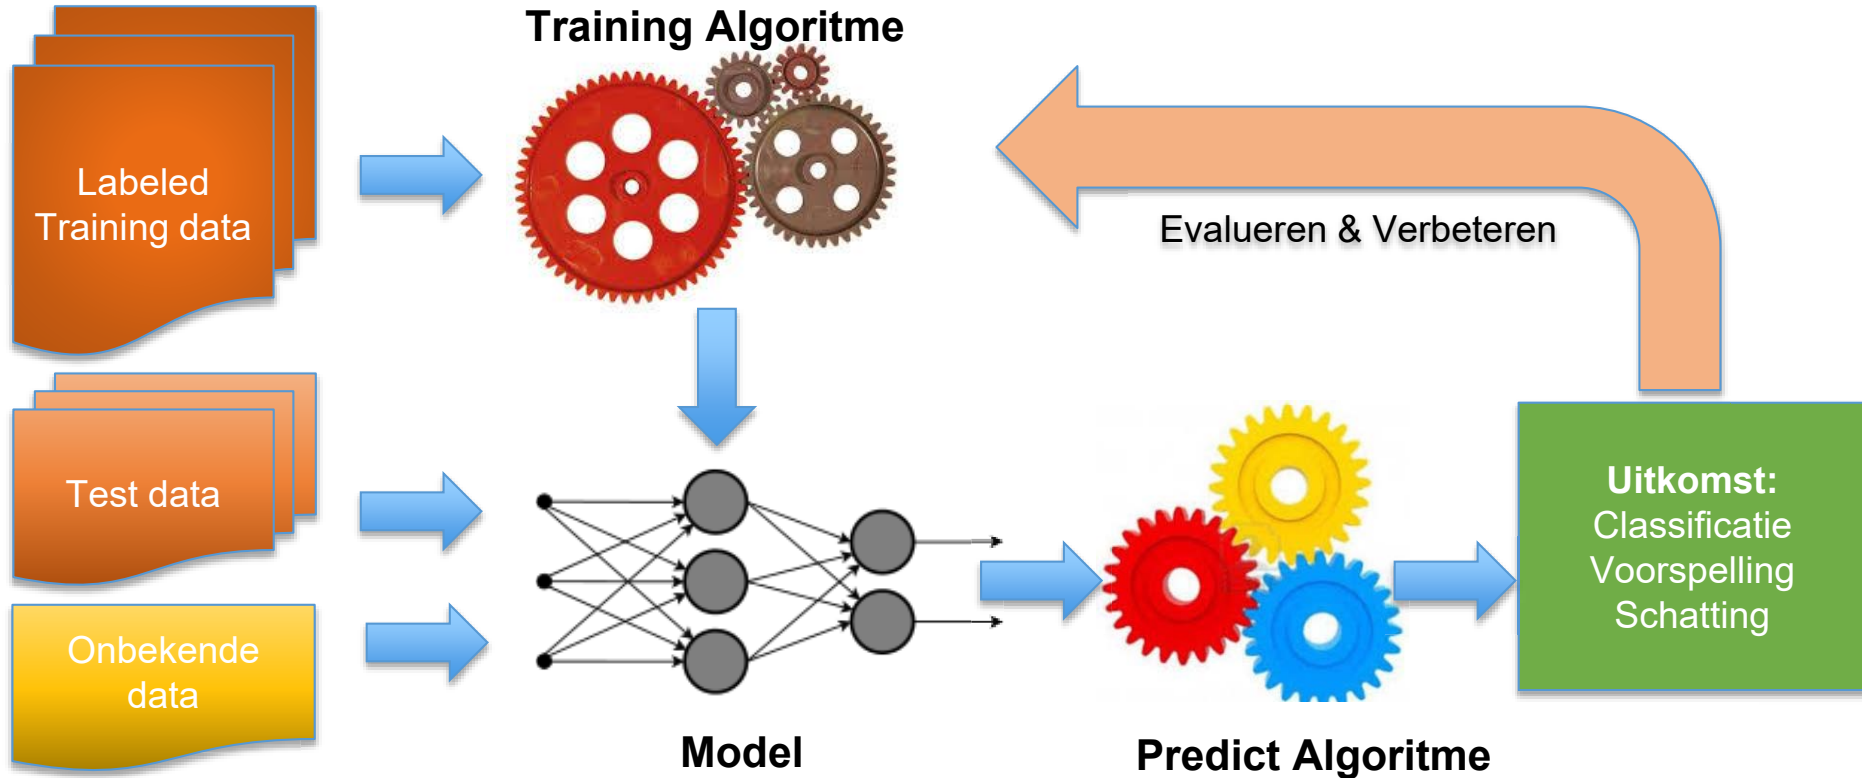 Training Algoritme
Labeled
Training data
Evalueren & Verbeteren
Test data
Uitkomst:
Classificatie
Voorspelling
Schatting
Onbekende
data
Model
Predict Algoritme